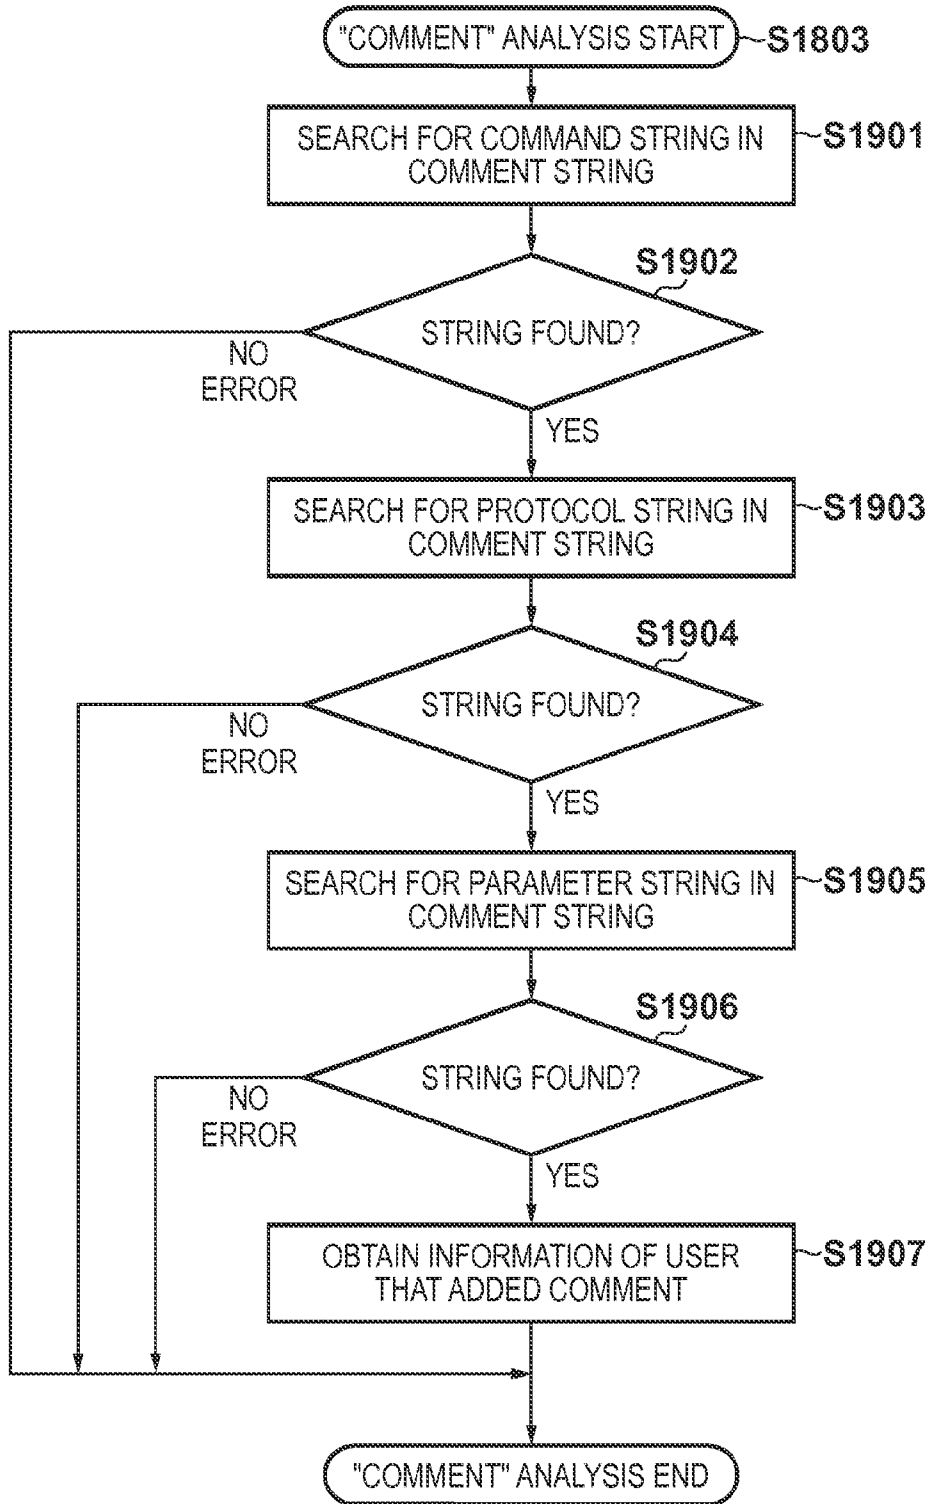 "COMMENT" ANALYSIS START
S1803
SEARCH FOR COMMAND STRING IN
COMMENT STRING
S1901
S1902
STRING FOUND?
NO
ERROR
YES
SEARCH FOR PROTOCOL STRING IN
COMMENT STRING
S1903
S1904
STRING FOUND?
NO
ERROR
YES
SEARCH FOR PARAMETER STRING IN
COMMENT STRING
S1905
S1906
STRING FOUND?
NO
ERROR
YES
OBTAIN INFORMATION OF USER
THAT ADDED COMMENT
S1907
"COMMENT" ANALYSIS END